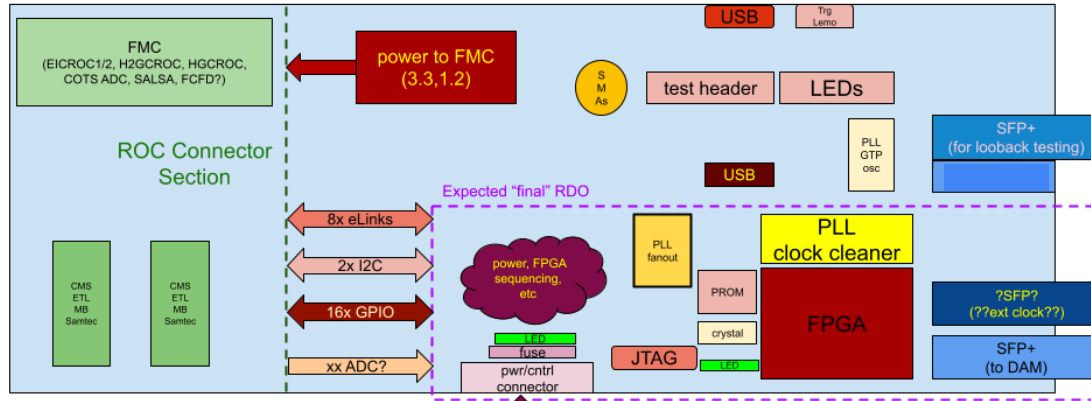 FMC
(EICROC1/2, H2GCROC, HGCROC,
COTS ADC, SALSA, FCFD?)
power to FMC
(3.3,1.2)
USB
Trg
Lemo
S
M
As
test header
LEDs
PLL
GTP
osc
SFP+
(for looback testing)
USB
ROC Connector
Section
Expected “final” RDO
8x eLinks
2x I2C
16x GPIO
xx ADC?
CMS
ETL
MB
Samtec
CMS
ETL
MB
Samtec
power, FPGA
sequencing,
etc
LED
fuse
pwr/cntrl
connector
PLL
fanout
PLL
clock cleaner
PROM
crystal
LED
JTAG
FPGA
?SFP?
(??ext clock??)
SFP+
(to DAM)